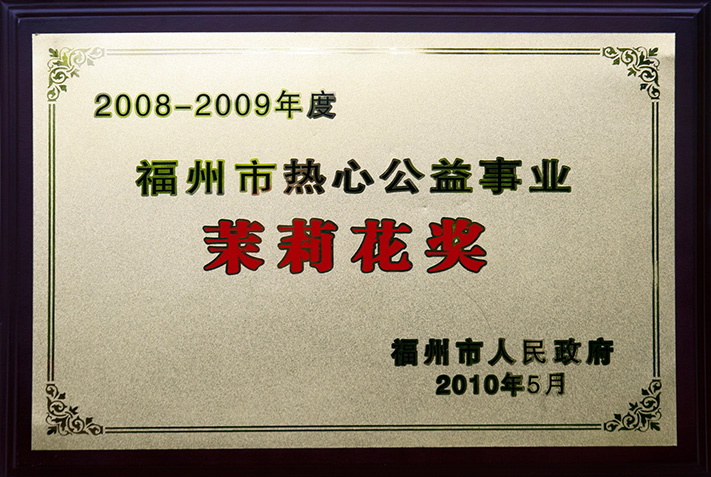 2008-2009年度
福州市热心公益事业
茉莉花奖
福州市人民政府
2010年5月